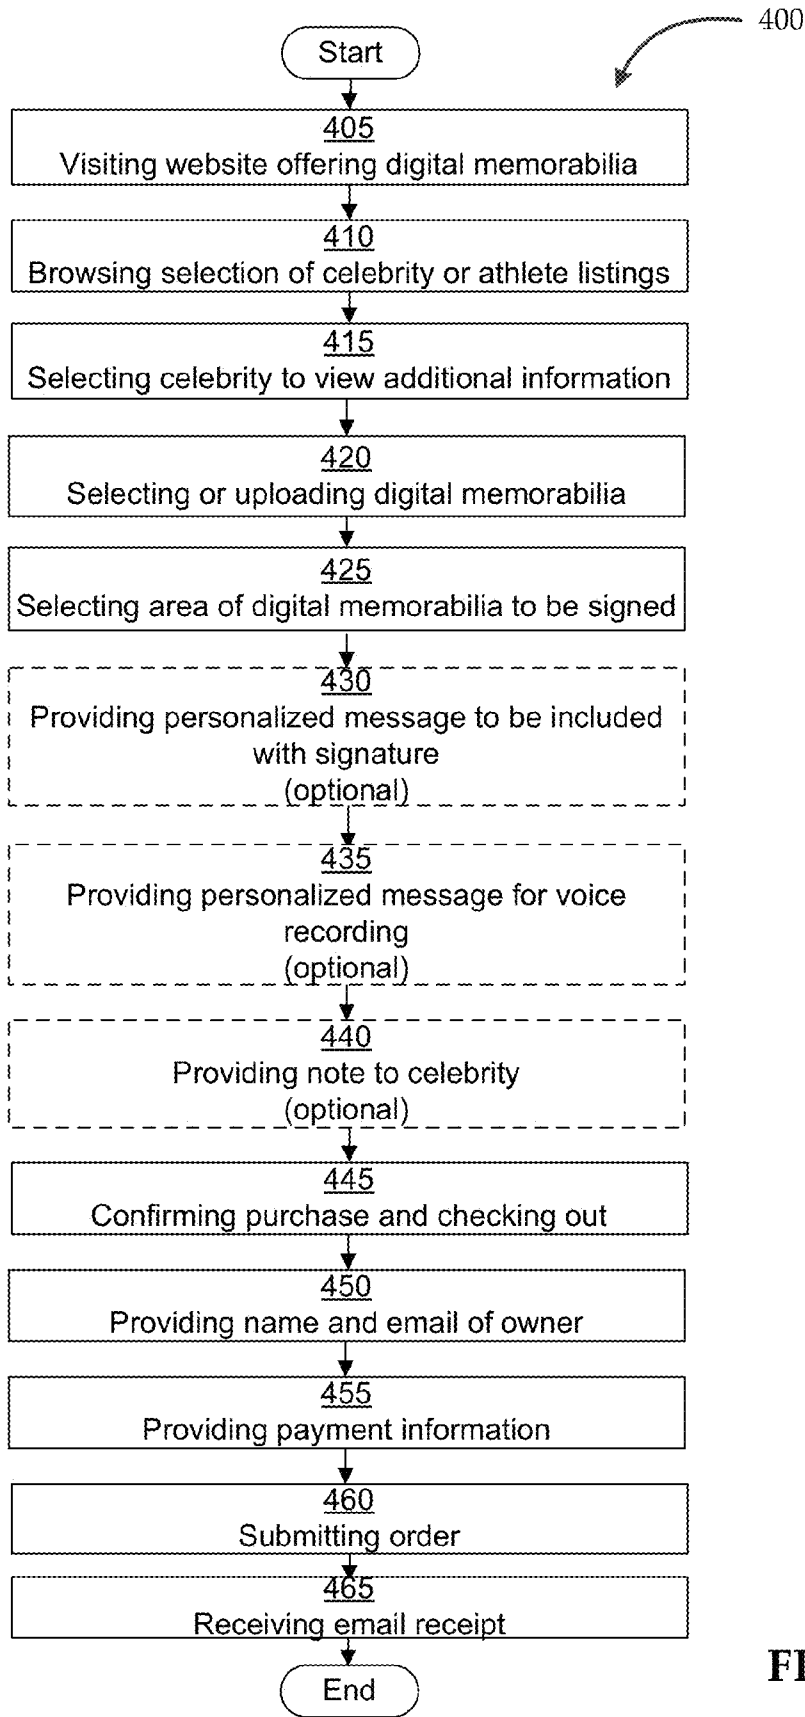 400
Start
405
Visiting website offering digital memorabilia
410
Browsing selection of celebrity or athlete listings
415
Selecting celebrity to view additional information
420
Selecting or uploading digital memorabilia
425
Selecting area of digital memorabilia to be signed
430
Providing personalized message to be included
with signature
(optional)
435
Providing personalized message for voice
recording
(optional)
440
Providing note to celebrity
(optional)
445
Confirming purchase and checking out
450
Providing name and email of owner
455
Providing payment information
460
Submitting order
465
Receiving email receipt
End